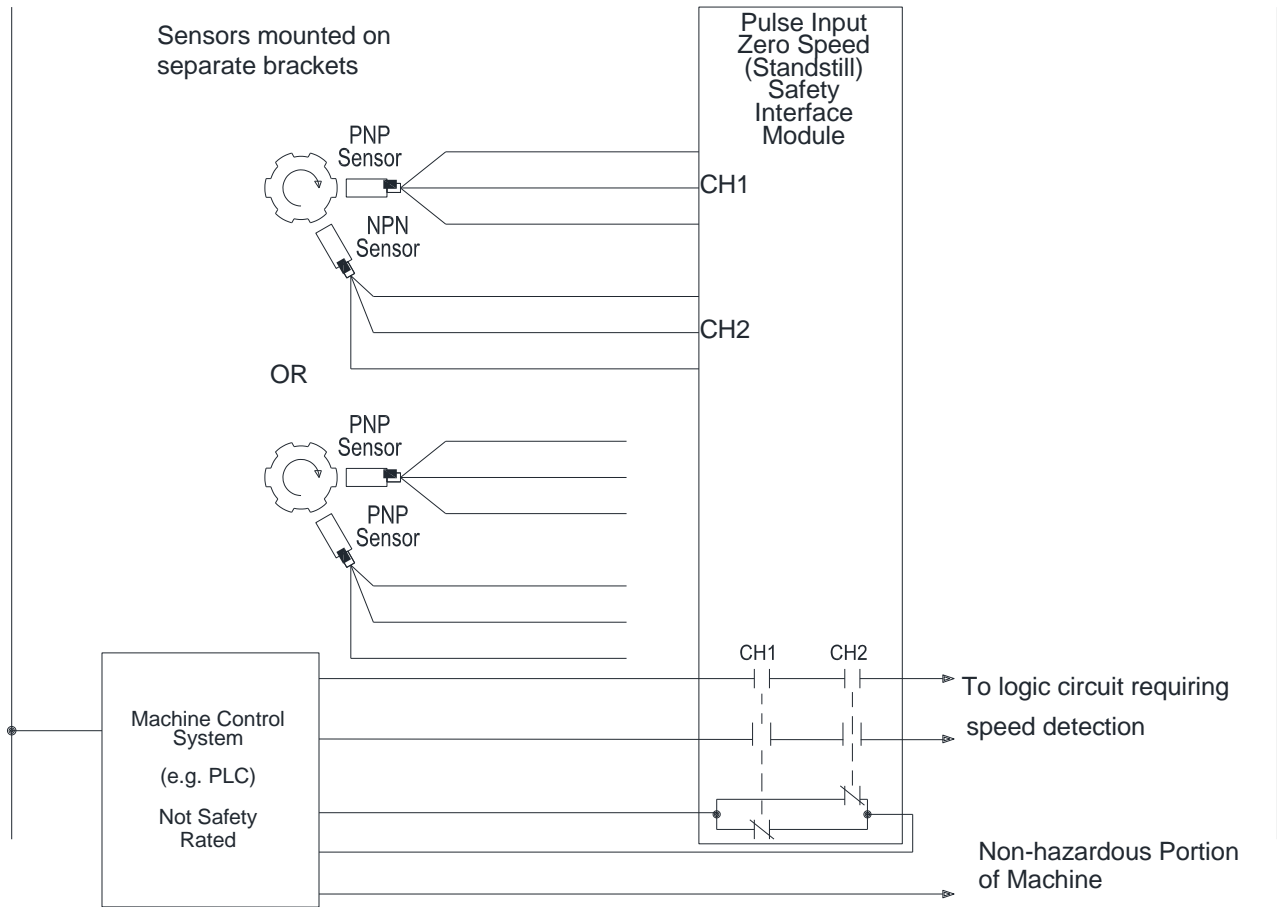 Sensors mounted on
separate brackets
Pulse Input
Zero Speed
(Standstill)
Safety
Interface
Module
PNP
Sensor
CH1
NPN
Sensor
CH2
OR
PNP
Sensor
PNP
Sensor
CH1
CH2
To logic circuit requiring
speed detection
Machine Control
System
(e.g. PLC)
Not Safety
Rated
Non-hazardous Portion
of Machine